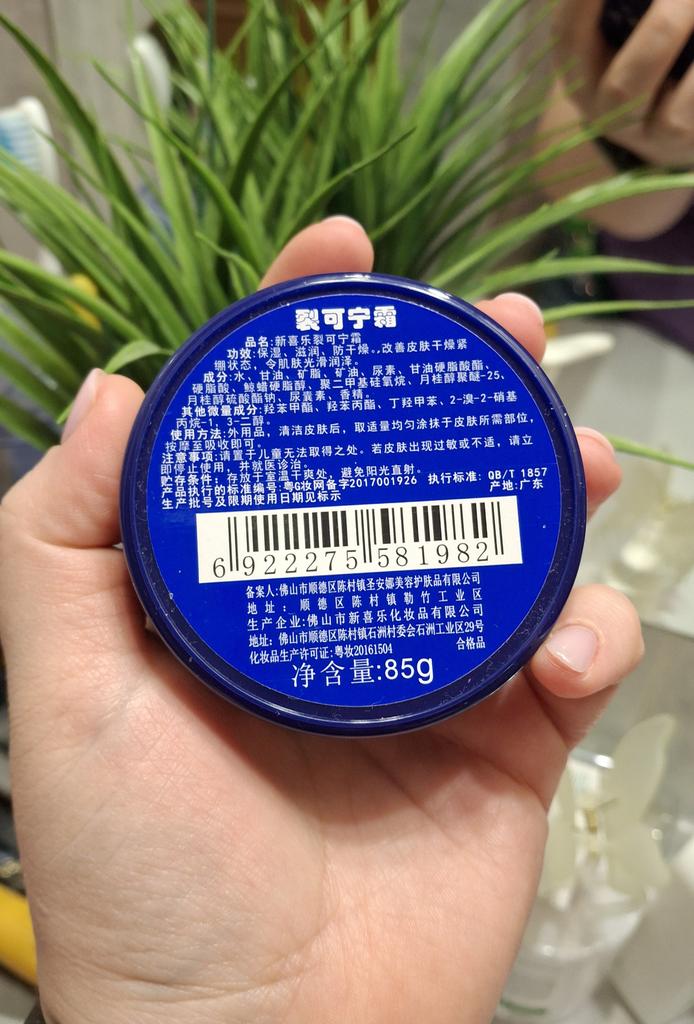 裂可宁霜
品名:新喜乐裂可宁霜
功效:保湿、滋润、防干燥。改善皮肤干燥紧
绷状态,令肌肤光滑润泽。
成分:水、甘油、矿脂、矿油、尿素、甘油硬脂酸酯、
硬脂酸、鲸蜡硬脂醇、聚二甲基硅氧烷、月桂醇聚醚-25、
月桂醇硫酸酯钠、尿囊素、香精。
其他微量成分:羟苯甲酯、羟苯丙酯、丁羟甲苯、2-溴-2-硝基
丙烷-1,3-二醇。
使用方法:外用品,清洁皮肤后,取适量均匀涂抹于皮肤所需部位,
按摩至吸收即可。
注意事项:请置于儿童无法取得之处。若皮肤出现过敏或不适,请立
即停止使用,并就医诊治。
贮存条件:存放于室温干爽处,避免阳光直射。
产品执行的标准编号:粤G妆网备字2017001926 执行标准:QB/T 1857
生产批号及限期使用日期见标示 产地:广东
6 922275 581982
备案人:佛山市顺德区陈村镇圣安娜美容护肤品有限公司
地址:顺德区陈村镇勒竹工业区
生产企业:佛山市新喜乐化妆品有限公司
地址:佛山市顺德区陈村镇石洲村委会石洲工业区29号
化妆品生产许可证:粤妆20161504 合格品
净含量:85g